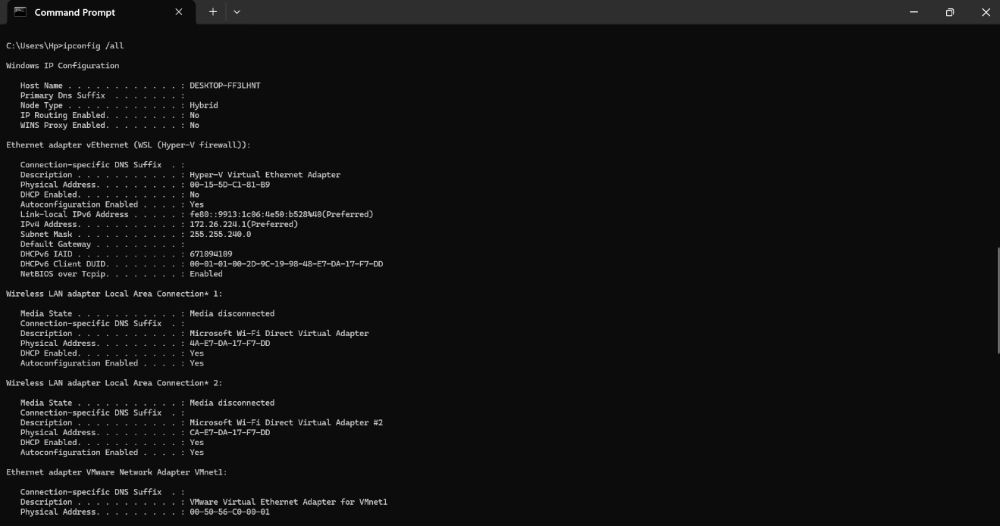 Command Prompt
C:\Users\Hp>ipconfig /all
Windows IP Configuration
Host Name . . . . . . . . . . . . : DESKTOP-FF3LHNT
Primary Dns Suffix  . . . . . . . :
Node Type . . . . . . . . . . . . : Hybrid
IP Routing Enabled. . . . . . . . : No
WINS Proxy Enabled. . . . . . . . : No
Ethernet adapter vEthernet (WSL (Hyper-V firewall)):
Connection-specific DNS Suffix  . :
Description . . . . . . . . . . . : Hyper-V Virtual Ethernet Adapter
Physical Address. . . . . . . . . : 00-15-5D-C1-81-B9
DHCP Enabled. . . . . . . . . . . : No
Autoconfiguration Enabled . . . . : Yes
Link-local IPv6 Address . . . . . : fe80::9913:1c06:4e50:b528%40(Preferred)
IPv4 Address. . . . . . . . . . . : 172.26.224.1(Preferred)
Subnet Mask . . . . . . . . . . . : 255.255.240.0
Default Gateway . . . . . . . . . :
DHCPv6 IAID . . . . . . . . . . . : 671094109
DHCPv6 Client DUID. . . . . . . . : 00-01-01-00-2D-9C-19-98-48-E7-DA-17-F7-DD
NetBIOS over Tcpip. . . . . . . . : Enabled
Wireless LAN adapter Local Area Connection* 1:
Media State . . . . . . . . . . . : Media disconnected
Connection-specific DNS Suffix  . :
Description . . . . . . . . . . . : Microsoft Wi-Fi Direct Virtual Adapter
Physical Address. . . . . . . . . : 4A-E7-DA-17-F7-DD
DHCP Enabled. . . . . . . . . . . : Yes
Autoconfiguration Enabled . . . . : Yes
Wireless LAN adapter Local Area Connection* 2:
Media State . . . . . . . . . . . : Media disconnected
Connection-specific DNS Suffix  . :
Description . . . . . . . . . . . : Microsoft Wi-Fi Direct Virtual Adapter #2
Physical Address. . . . . . . . . : CA-E7-DA-17-F7-DD
DHCP Enabled. . . . . . . . . . . : Yes
Autoconfiguration Enabled . . . . : Yes
Ethernet adapter VMware Network Adapter VMnet1:
Connection-specific DNS Suffix  . :
Description . . . . . . . . . . . : VMware Virtual Ethernet Adapter for VMnet1
Physical Address. . . . . . . . . : 00-50-56-C0-00-01